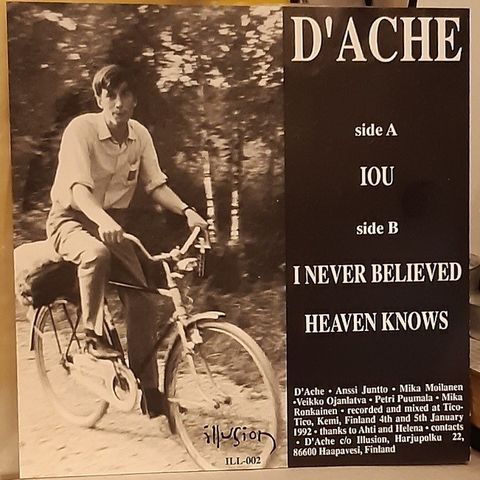 D'ACHE
side A
IOU
side B
I NEVER BELIEVED
HEAVEN KNOWS
D'Ache • Anssi Juntto • Mika Moilanen
•Veikko Ojanlatva • Petri Puumala • Mika
Ronkainen • recorded and mixed at Tico-
Tico, Kemi, Finland 4th and 5th January
1992 • thanks to Ahti and Helena • contacts
• D'Ache c/o Illusion, Harjupolku 22,
86600 Haapavesi, Finland
illusion
ILL-002